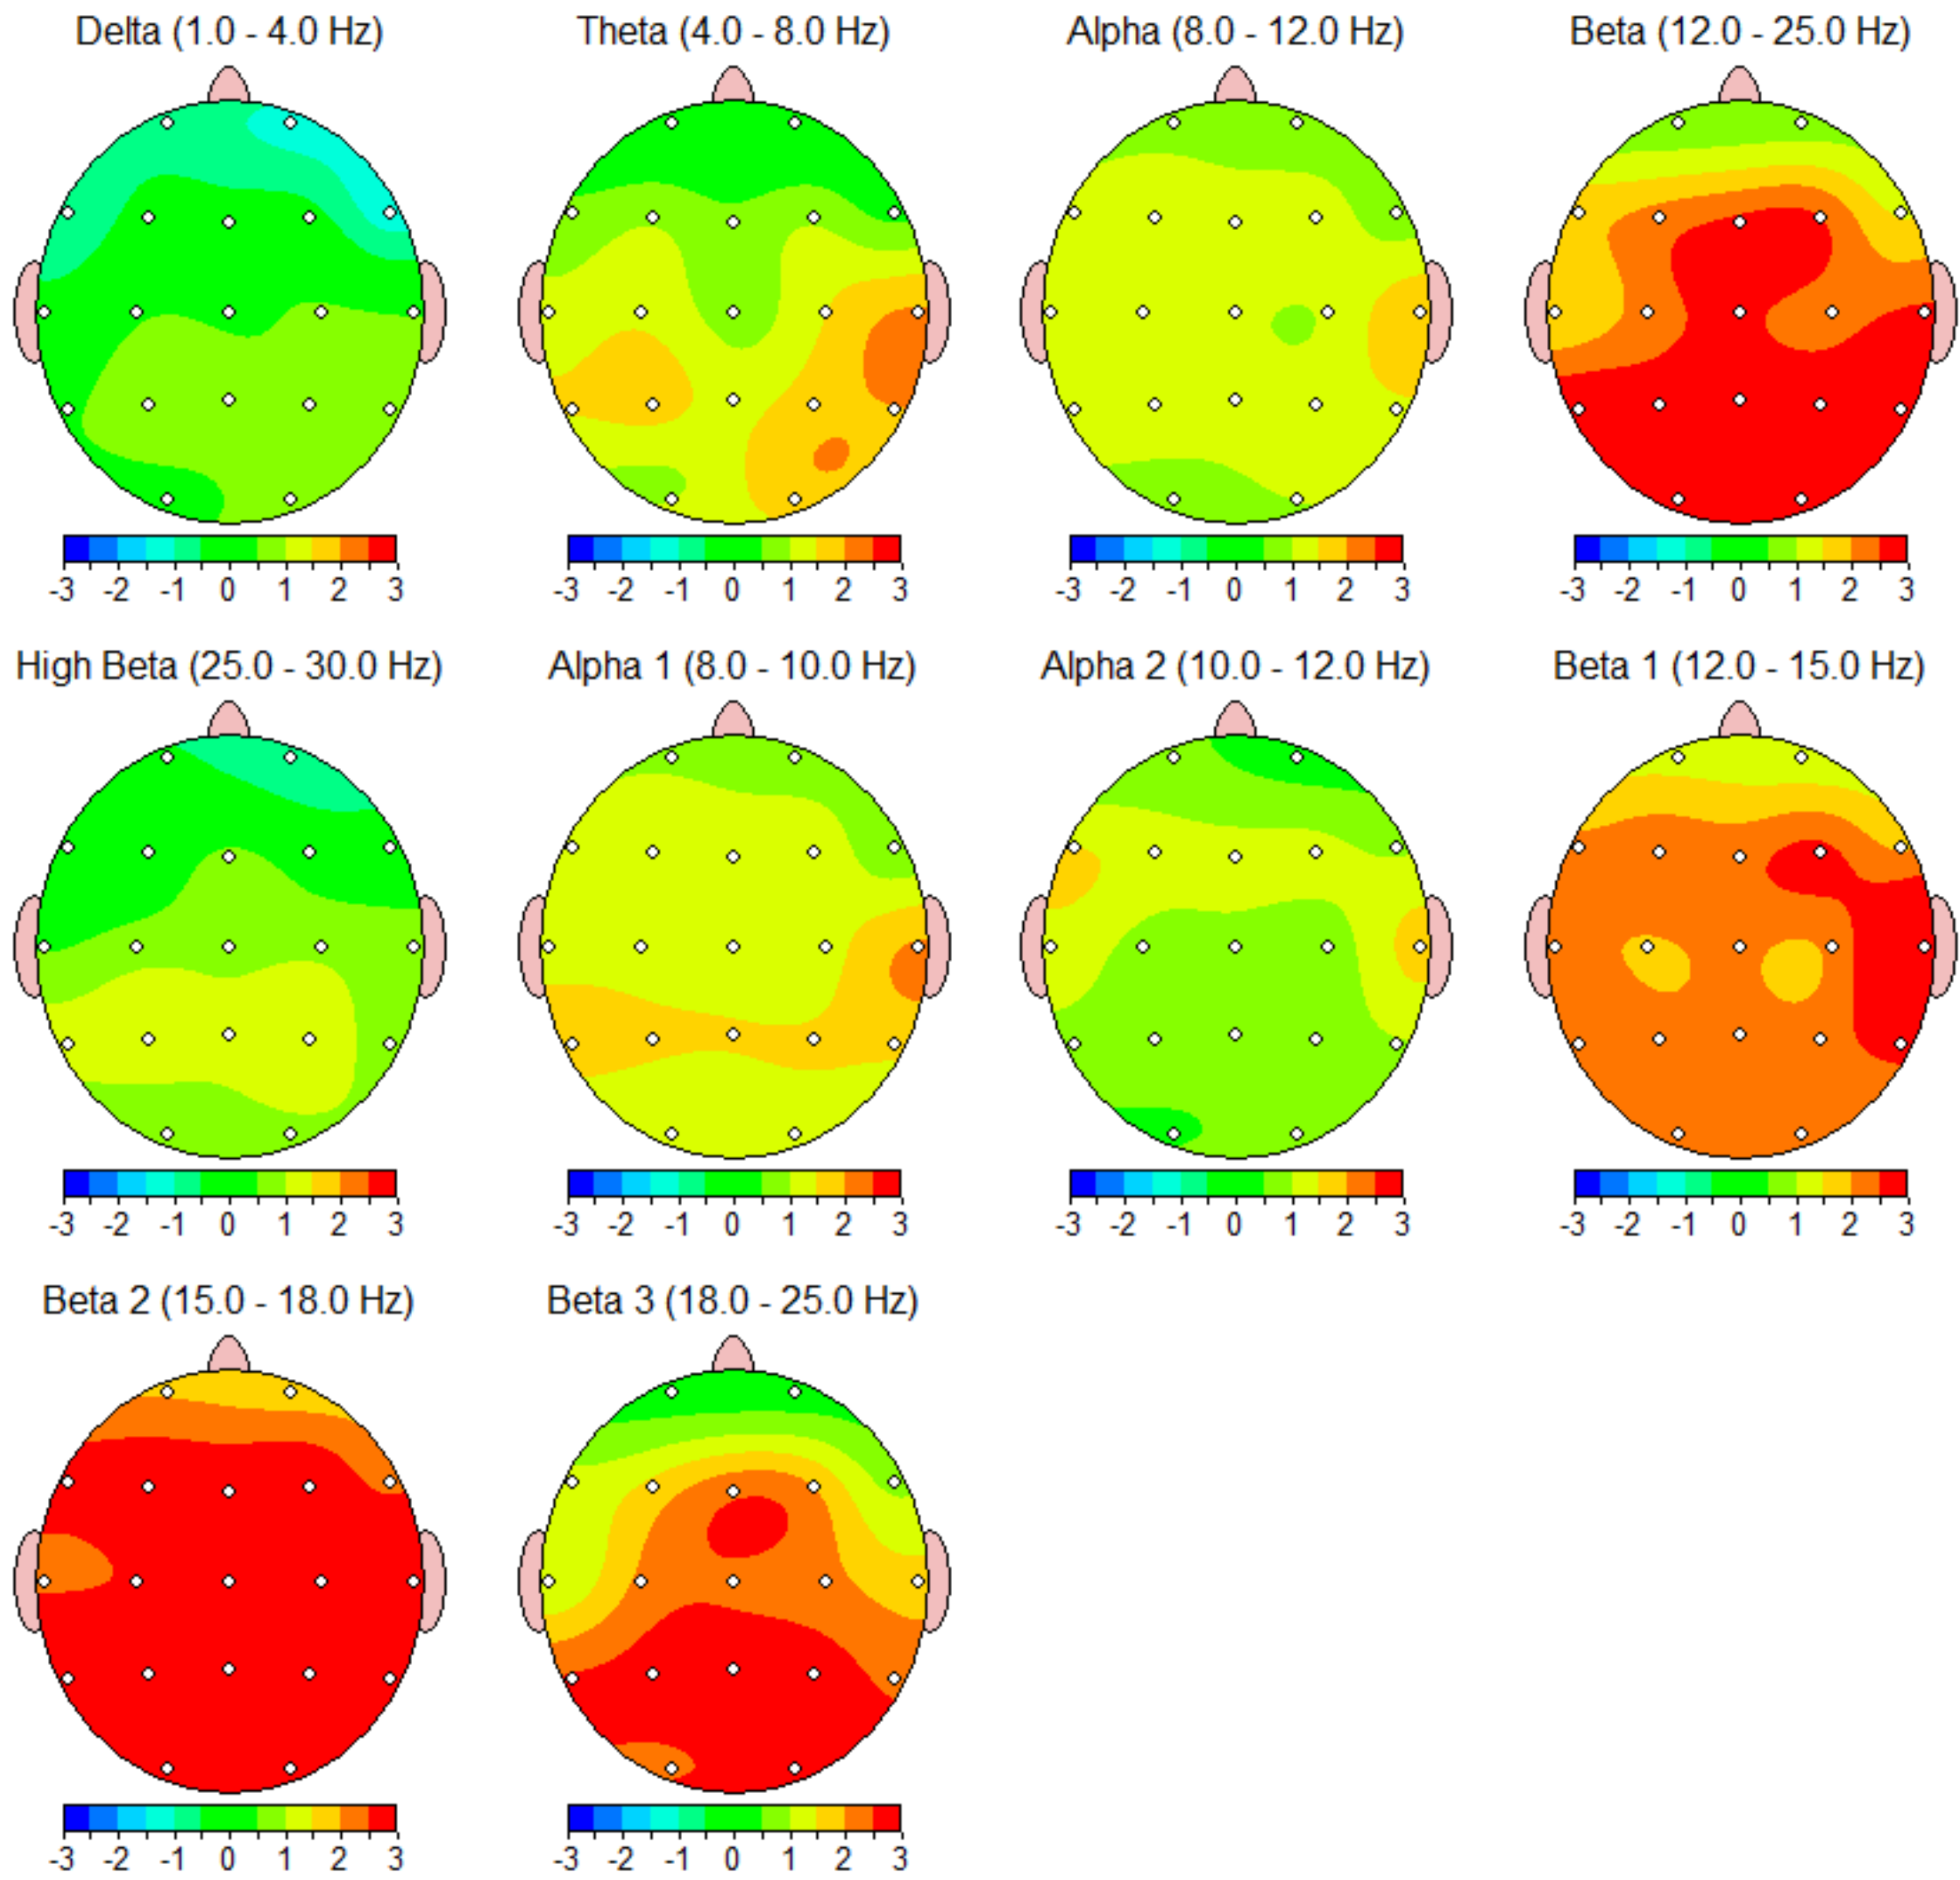 Delta (1.0 - 4.0 Hz) Theta (4.0 - 8.0 Hz) Alpha (8.0 - 12.0 Hz) Beta (12.0 - 25.0 Hz)
-3 -2 -1 0 1 2 3 -3 -2 -1 0 1 2 3 -3 -2 -1 0 1 2 3 -3 -2 -1 0 1 2 3
High Beta (25.0 - 30.0 Hz) Alpha 1 (8.0 - 10.0 Hz) Alpha 2 (10.0 - 12.0 Hz) Beta 1 (12.0 - 15.0 Hz)
-3 -2 -1 0 1 2 3 -3 -2 -1 0 1 2 3 -3 -2 -1 0 1 2 3 -3 -2 -1 0 1 2 3
Beta 2 (15.0 - 18.0 Hz) Beta 3 (18.0 - 25.0 Hz)
-3 -2 -1 0 1 2 3 -3 -2 -1 0 1 2 3